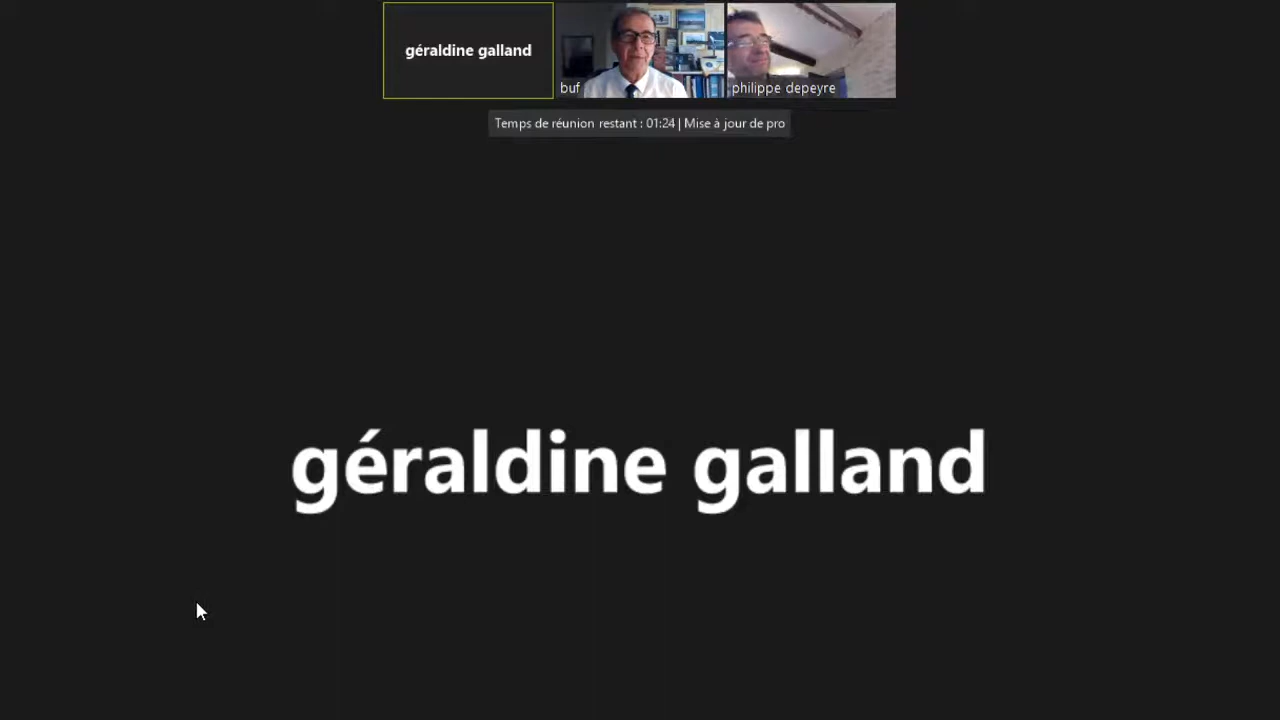 géraldine galland
buf
philippe depeyre
Temps de réunion restant : 01:24 | Mise à jour de pro
géraldine galland